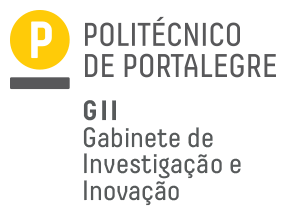 P
POLITÉCNICO
DE PORTALEGRE
GII
Gabinete de
Investigação e
Inovação